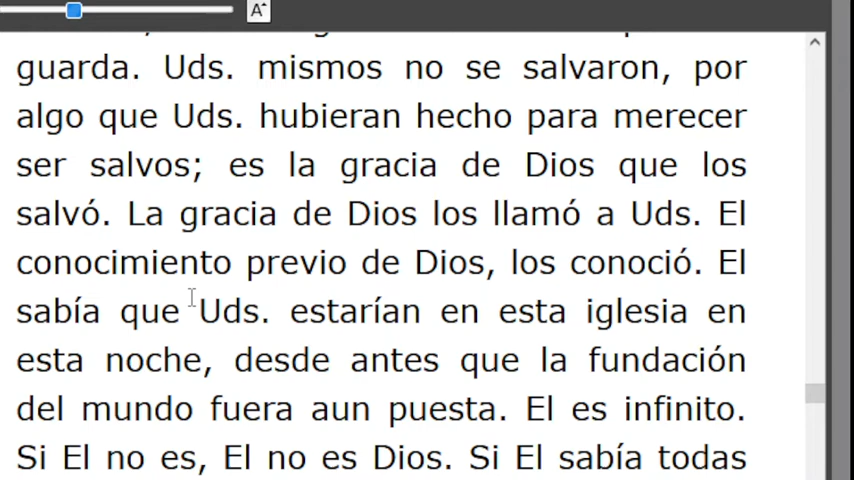 A
guarda. Uds. mismos no se salvaron, por
algo que Uds. hubieran hecho para merecer
ser salvos; es la gracia de Dios que los
salvó. La gracia de Dios los llamó a Uds. El
conocimiento previo de Dios, los conoció. El
sabía que Uds. estarían en esta iglesia en
esta noche, desde antes que la fundación
del mundo fuera aun puesta. El es infinito.
Si El no es, El no es Dios. Si El sabía todas